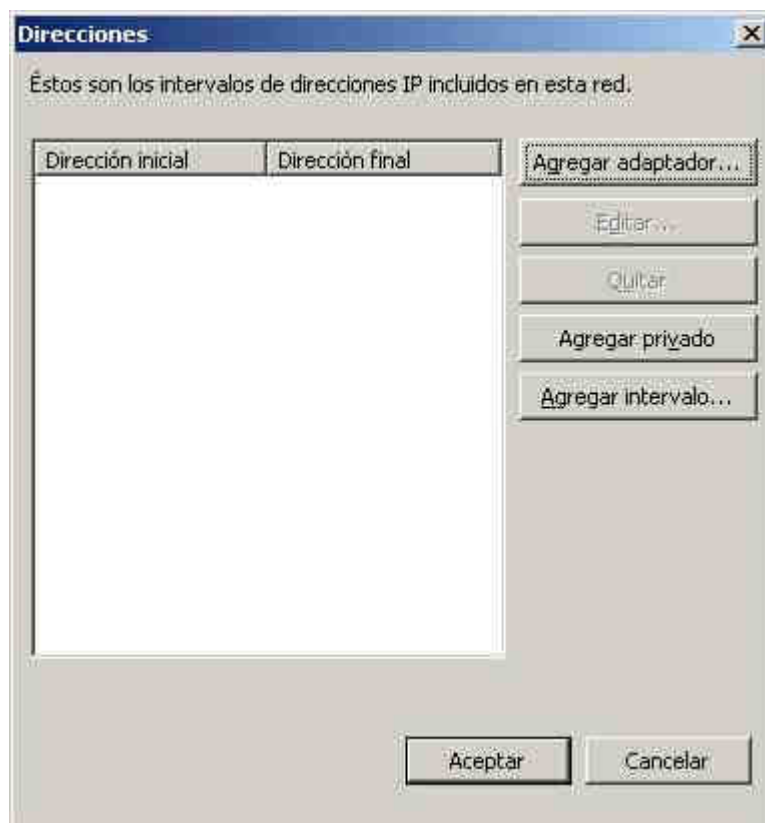 Direcciones
Éstos son los intervalos de direcciones IP incluidos en esta red.
Dirección inicial Dirección final
Agregar adaptador...
Editar...
Quitar
Agregar privado
Agregar intervalo...
Aceptar Cancelar